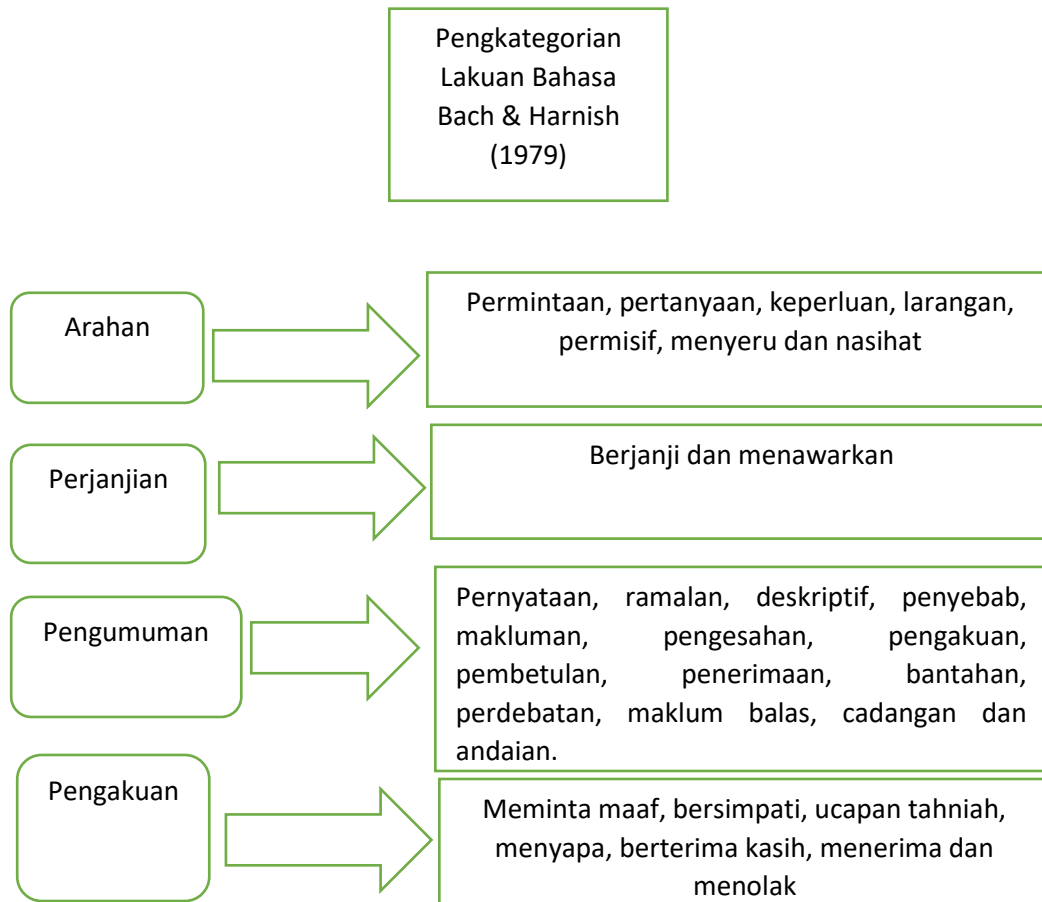 Pengkategorian
Lakuan Bahasa
Bach & Harnish
(1979)
Arahan
Permintaan, pertanyaan, keperluan, larangan,
permisif, menyeru dan nasihat
Perjanjian
Berjanji dan menawarkan
Pengumuman
Pernyataan, ramalan, deskriptif, penyebab,
makluman, pengesahan, pengakuan,
pembetulan, penerimaan, bantahan,
perdebatan, maklum balas, cadangan dan
andaian.
Pengakuan
Meminta maaf, bersimpati, ucapan tahniah,
menyapa, berterima kasih, menerima dan
menolak